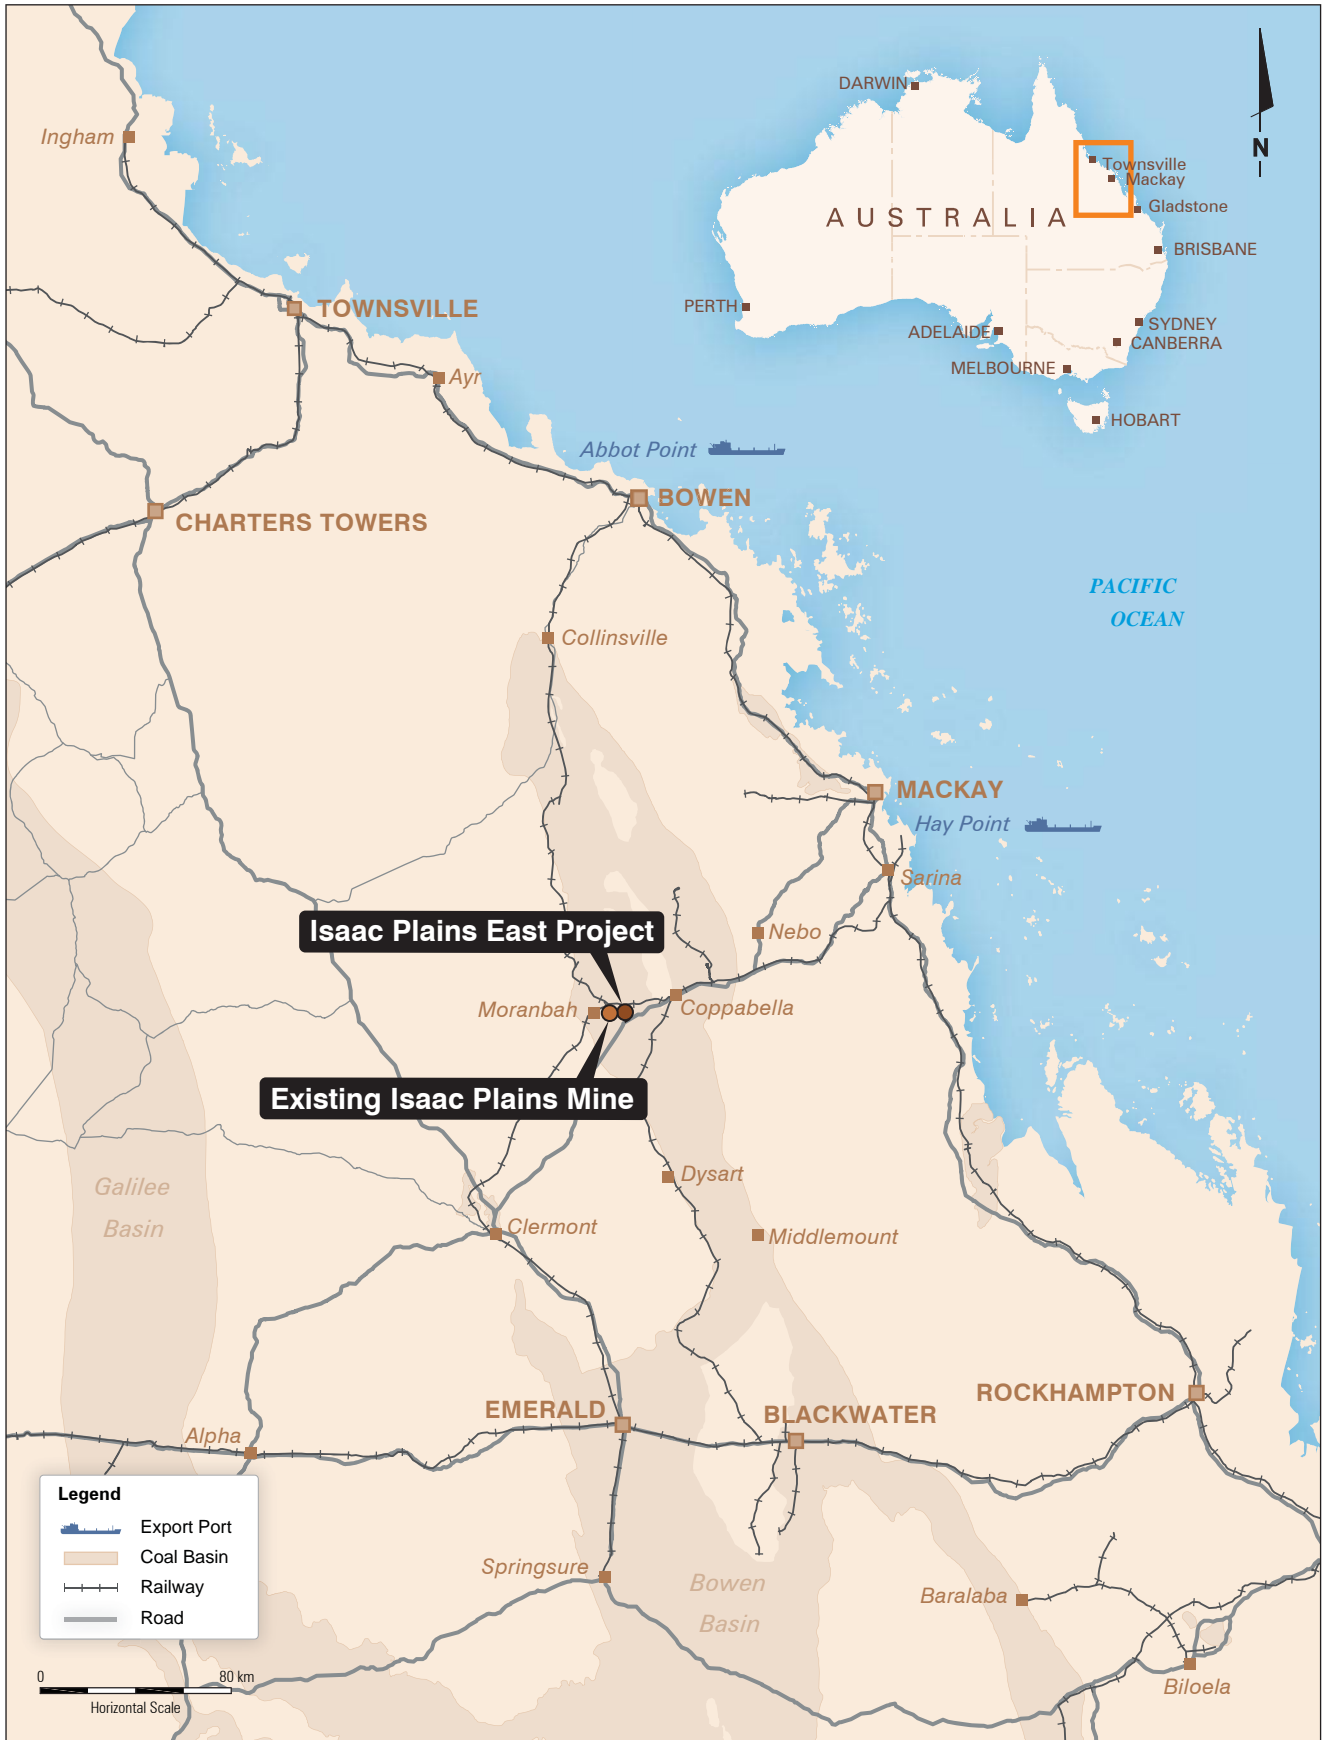 DARWIN
Ingham
N
Townsville
Mackay
Gladstone
AUSTRALIA
BRISBANE
PERTH
TOWNSVILLE
SYDNEY
ADELAIDE
CANBERRA
MELBOURNE
Ayr
HOBART
Abbot Point
BOWEN
CHARTERS TOWERS
PACIFIC
OCEAN
Collinsville
MACKAY
Hay Point
Sarina
Isaac Plains East Project
Nebo
Moranbah
Coppabella
Existing Isaac Plains Mine
Dysart
Galilee
Basin
Clermont
Middlemount
ROCKHAMPTON
EMERALD
BLACKWATER
Alpha
Legend
Export Port
Coal Basin
Railway
Road
Springsure
Bowen
Basin
Baralaba
0 80 km
Horizontal Scale
Biloela